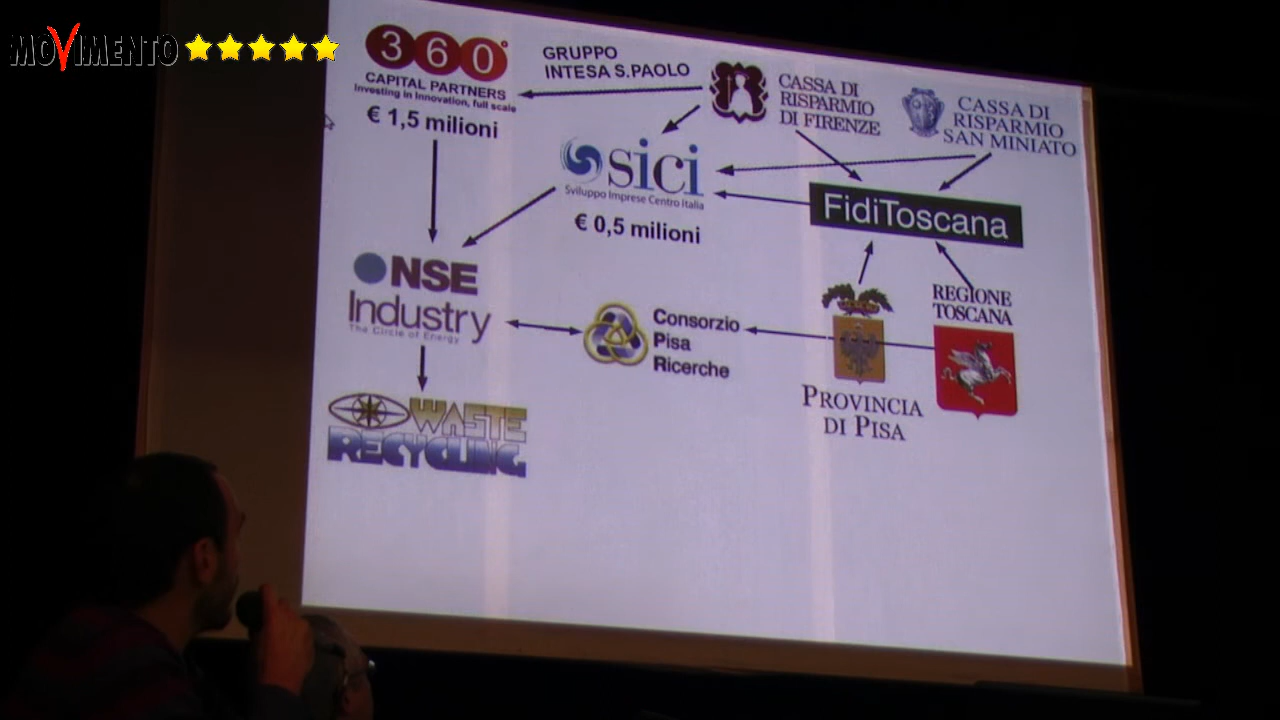 MOVIMENTO
360°
CAPITAL PARTNERS
Investing in Innovation, full scale
€ 1,5 milioni
GRUPPO
INTESA S.PAOLO
CASSA DI
RISPARMIO
DI FIRENZE
CASSA DI
RISPARMIO
SAN MINIATO
sici
Sviluppo Imprese Centro Italia
€ 0,5 milioni
FidiToscana
NSE
Industry
The Circle of Energy
Consorzio
Pisa
Ricerche
REGIONE
TOSCANA
PROVINCIA
DI PISA
WASTE
RECYCLING